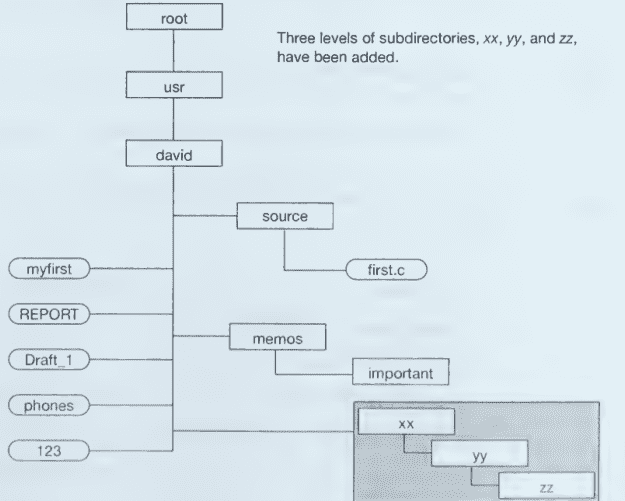 root
Three levels of subdirectories, xx, yy, and zz,
have been added.
usr
david
source
myfirst
first.c
REPORT
memos
Draft_1
important
phones
xx
123
yy
zz